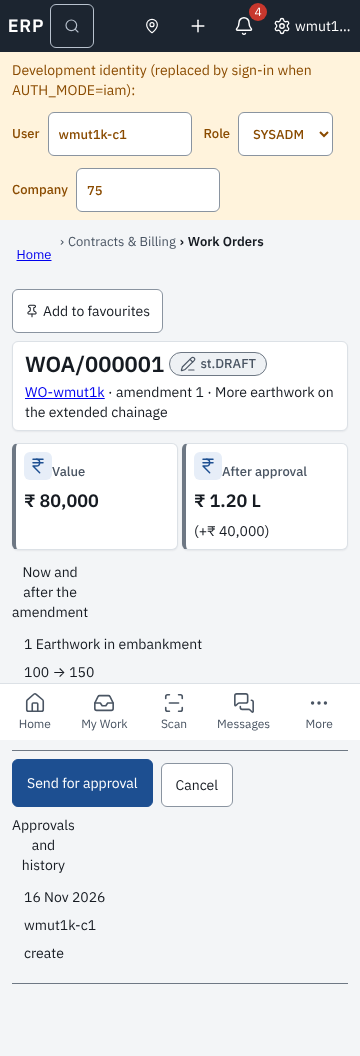 ERP
4
wmut1...
Development identity (replaced by sign-in when
AUTH_MODE=iam):
User wmut1k-c1 Role SYSADM
Company 75
Home › Contracts & Billing › Work Orders
Add to favourites
WOA/000001 st.DRAFT
WO-wmut1k · amendment 1 · More earthwork on
the extended chainage
₹ Value
₹ 80,000
₹ After approval
₹ 1.20 L
(+₹ 40,000)
Now and
after the
amendment
1 Earthwork in embankment
100 → 150
Home
My Work
Scan
Messages
More
Send for approval
Cancel
Approvals
and
history
16 Nov 2026
wmut1k-c1
create